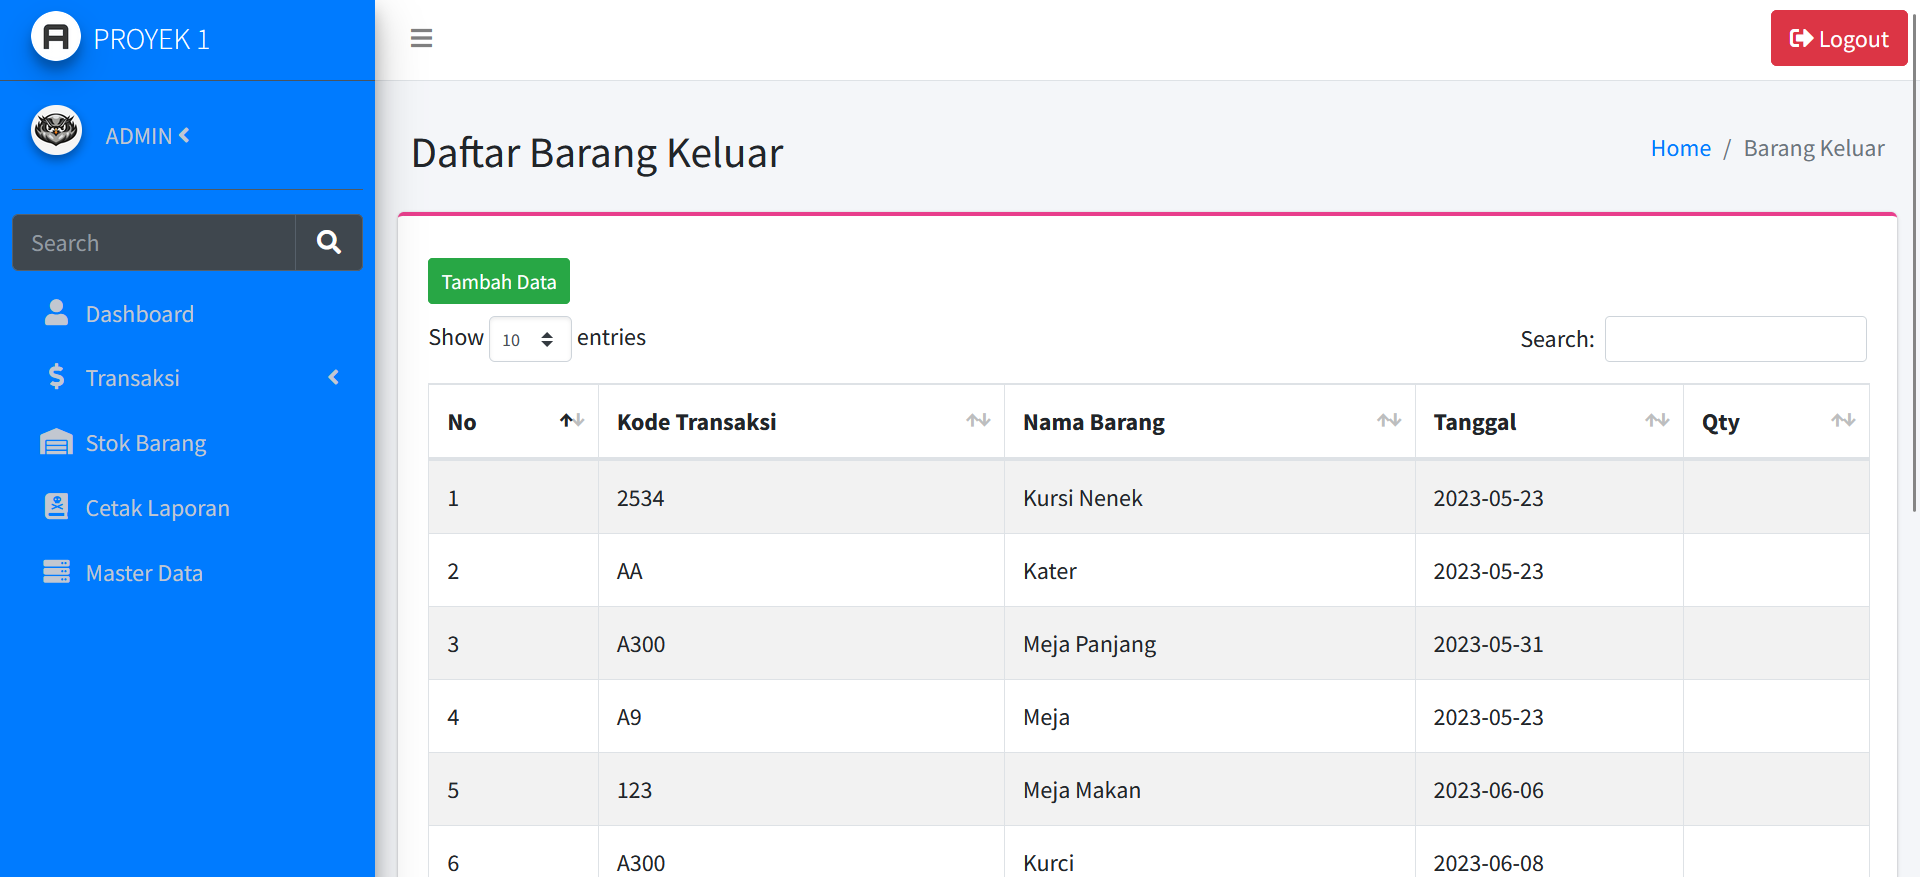 PROYEK 1
Logout
ADMIN
Daftar Barang Keluar
Home / Barang Keluar
Search
Tambah Data
Dashboard
Show 10 entries
Search:
Transaksi
No Kode Transaksi Nama Barang Tanggal Qty
Stok Barang
1 2534 Kursi Nenek 2023-05-23
Cetak Laporan
2 AA Kater 2023-05-23
Master Data
3 A300 Meja Panjang 2023-05-31
4 A9 Meja 2023-05-23
5 123 Meja Makan 2023-06-06
6 A300 Kurci 2023-06-08